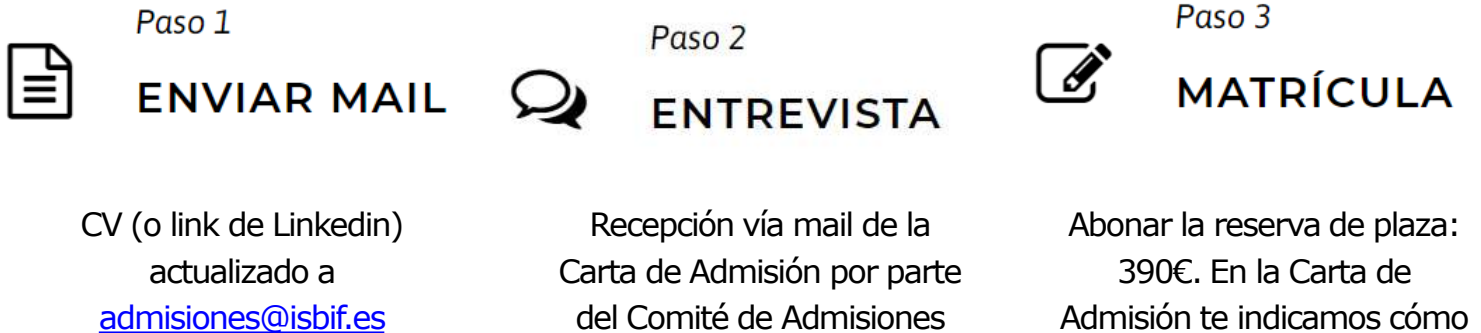 Paso 1
ENVIAR MAIL
CV (o link de Linkedin)
actualizado a
admisiones@isbif.es
Paso 2
ENTREVISTA
Recepción vía mail de la
Carta de Admisión por parte
del Comité de Admisiones
Paso 3
MATRÍCULA
Abonar la reserva de plaza:
390€. En la Carta de
Admisión te indicamos cómo